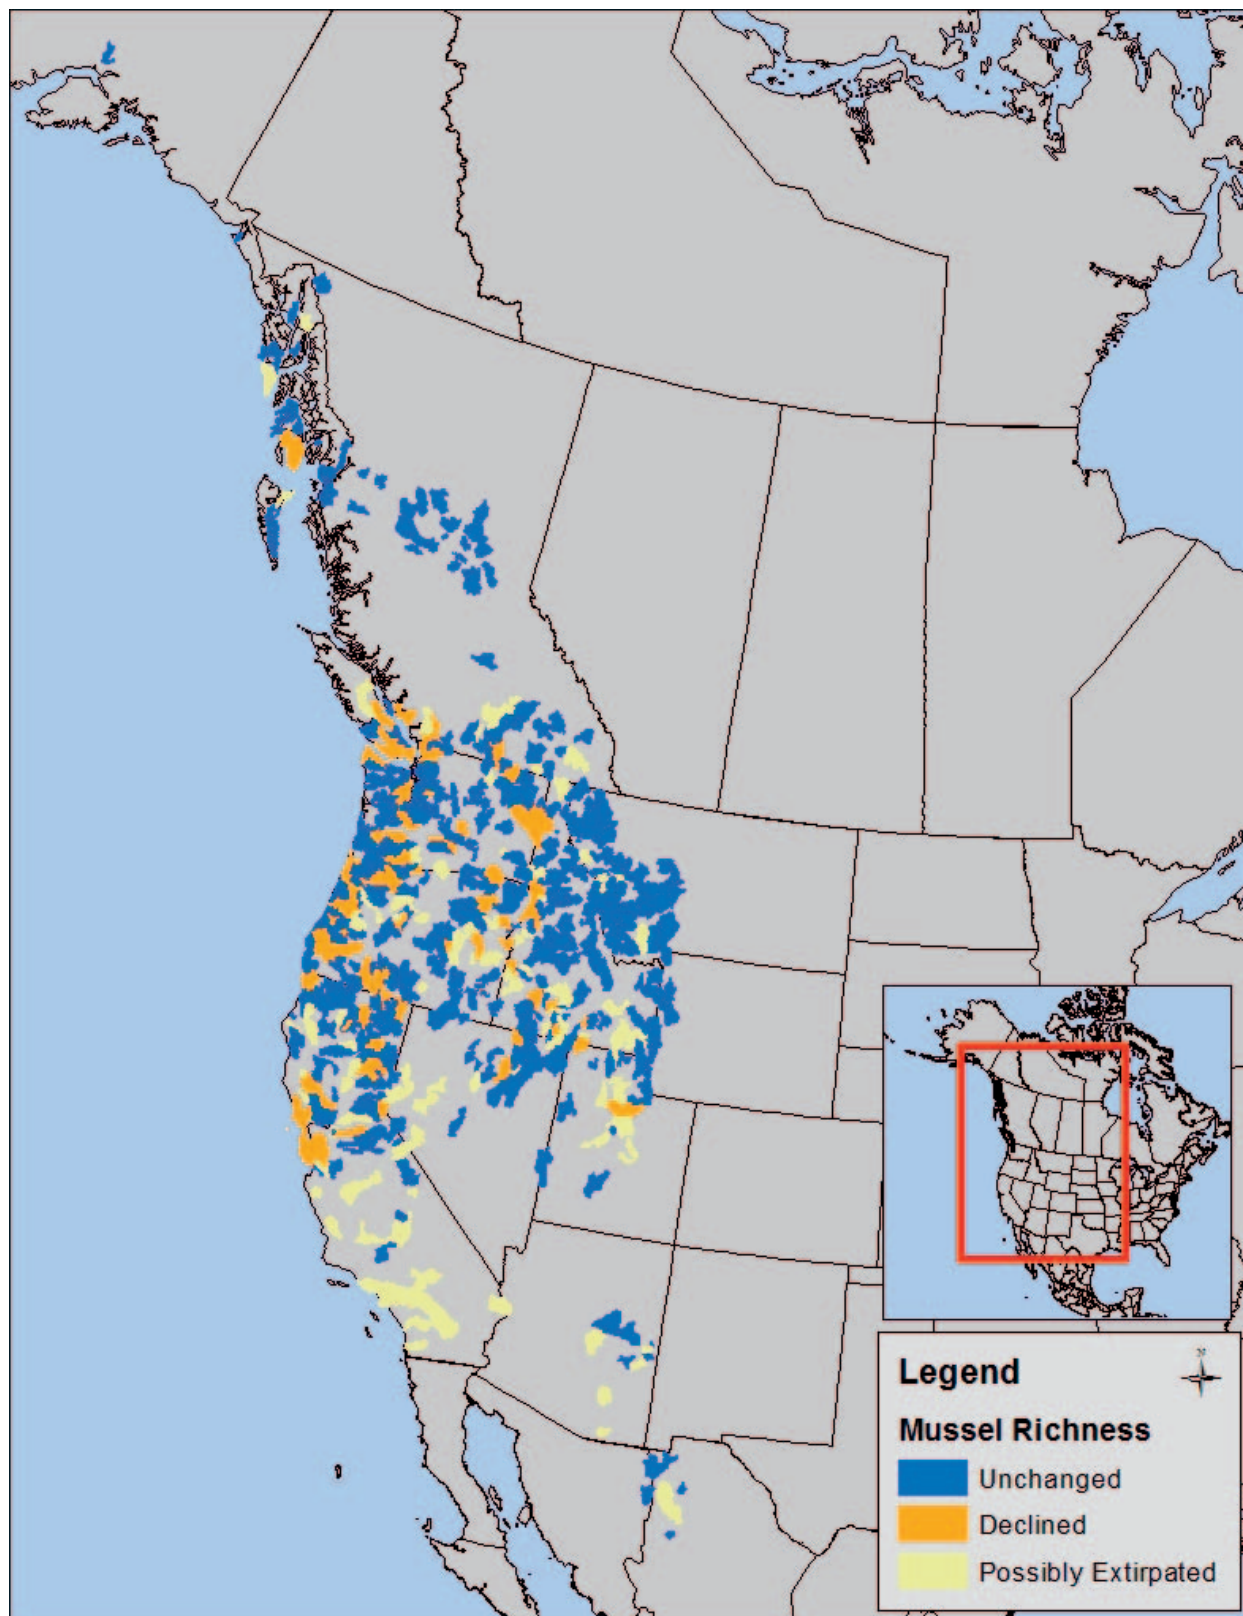 N
Legend
Mussel Richness
Unchanged
Declined
Possibly Extirpated